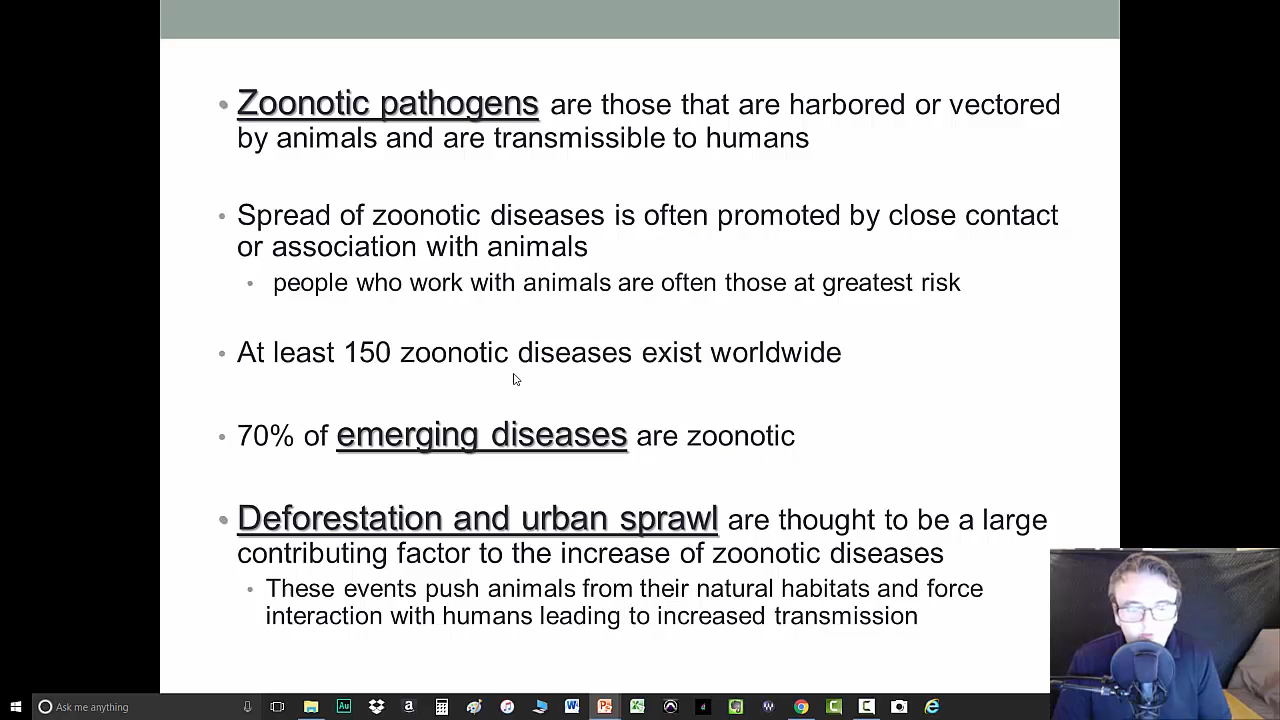 • Zoonotic pathogens are those that are harbored or vectored
by animals and are transmissible to humans
• Spread of zoonotic diseases is often promoted by close contact
or association with animals
• people who work with animals are often those at greatest risk
• At least 150 zoonotic diseases exist worldwide
• 70% of emerging diseases are zoonotic
• Deforestation and urban sprawl are thought to be a large
contributing factor to the increase of zoonotic diseases
• These events push animals from their natural habitats and force
interaction with humans leading to increased transmission
Ask me anything